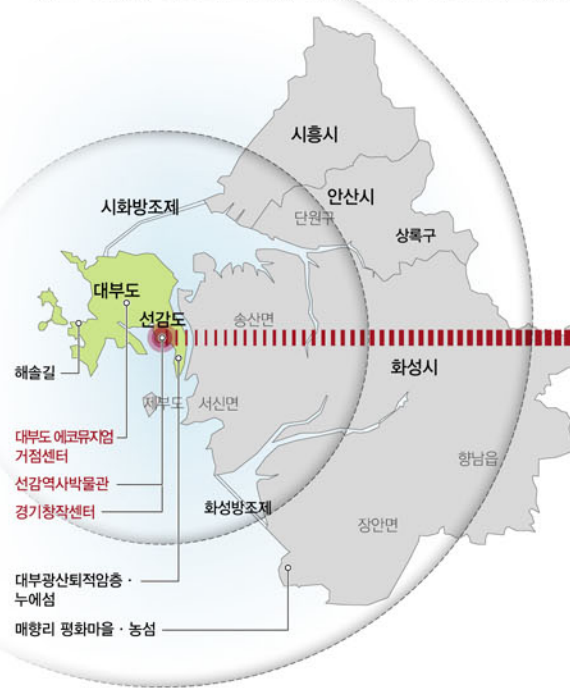 시흥시
안산시
단원구
상록구
시화방조제
대부도
선감도
송산면
화성시
해솔길
제부도
서신면
대부도 에코뮤지엄
거점센터
선감역사박물관
경기창작센터
향남읍
화성방조제
장안면
대부광산퇴적암층 ·
누에섬
매향리 평화마을 · 농섬